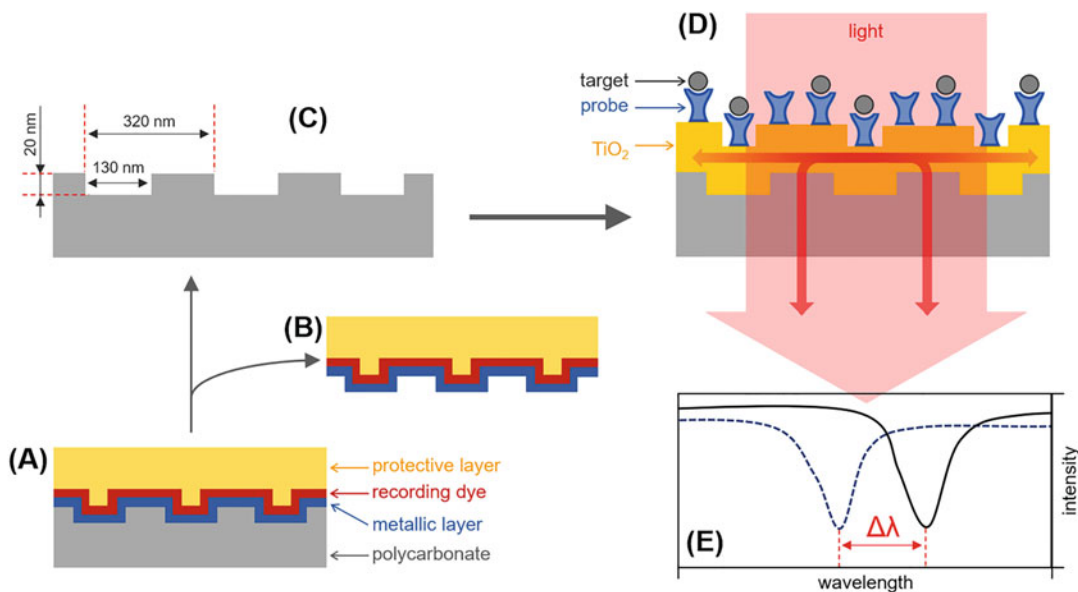 (A)
protective layer
recording dye
metallic layer
polycarbonate
(B)
(C)
320 nm
130 nm
20 nm
(D)
light
target
probe
TiO₂
(E)
Δλ
intensity
wavelength